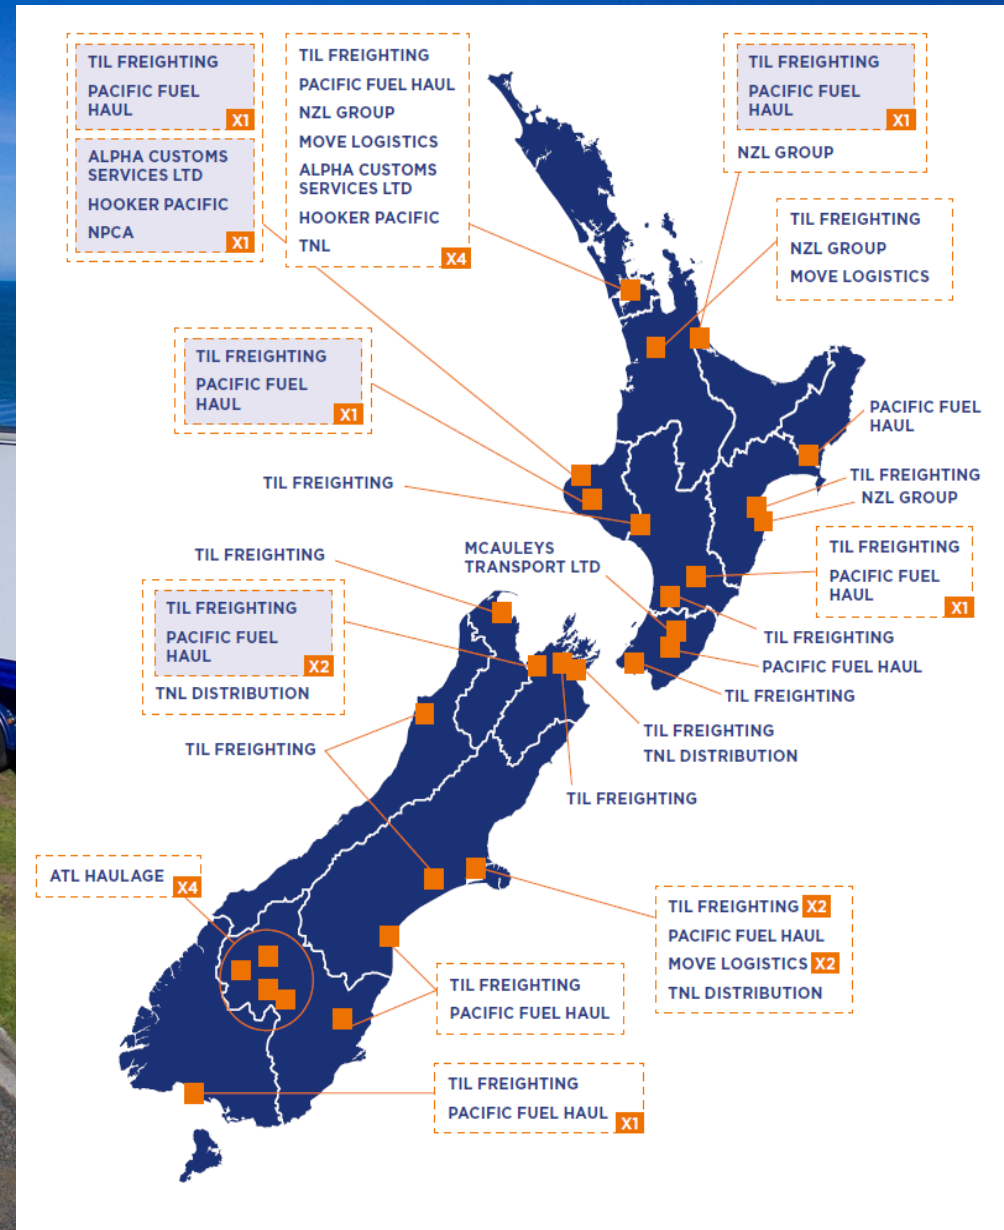 TIL FREIGHTING
PACIFIC FUEL
HAUL
X1
ALPHA CUSTOMS
SERVICES LTD
HOOKER PACIFIC
NPCA
X1
TIL FREIGHTING
PACIFIC FUEL HAUL
NZL GROUP
MOVE LOGISTICS
ALPHA CUSTOMS
SERVICES LTD
HOOKER PACIFIC
TNL
X4
TIL FREIGHTING
PACIFIC FUEL
HAUL
X1
NZL GROUP
TIL FREIGHTING
NZL GROUP
MOVE LOGISTICS
TIL FREIGHTING
PACIFIC FUEL
HAUL
X1
PACIFIC FUEL
HAUL
TIL FREIGHTING
TIL FREIGHTING
NZL GROUP
TIL FREIGHTING
MCAULEYS
TRANSPORT LTD
TIL FREIGHTING
PACIFIC FUEL
HAUL
X1
TIL FREIGHTING
PACIFIC FUEL
HAUL
X2
TNL DISTRIBUTION
TIL FREIGHTING
PACIFIC FUEL HAUL
TIL FREIGHTING
TIL FREIGHTING
TNL DISTRIBUTION
TIL FREIGHTING
TIL FREIGHTING
ATL HAULAGE
X4
TIL FREIGHTING X2
PACIFIC FUEL HAUL
MOVE LOGISTICS X2
TNL DISTRIBUTION
TIL FREIGHTING
PACIFIC FUEL HAUL
TIL FREIGHTING
PACIFIC FUEL HAUL
X1